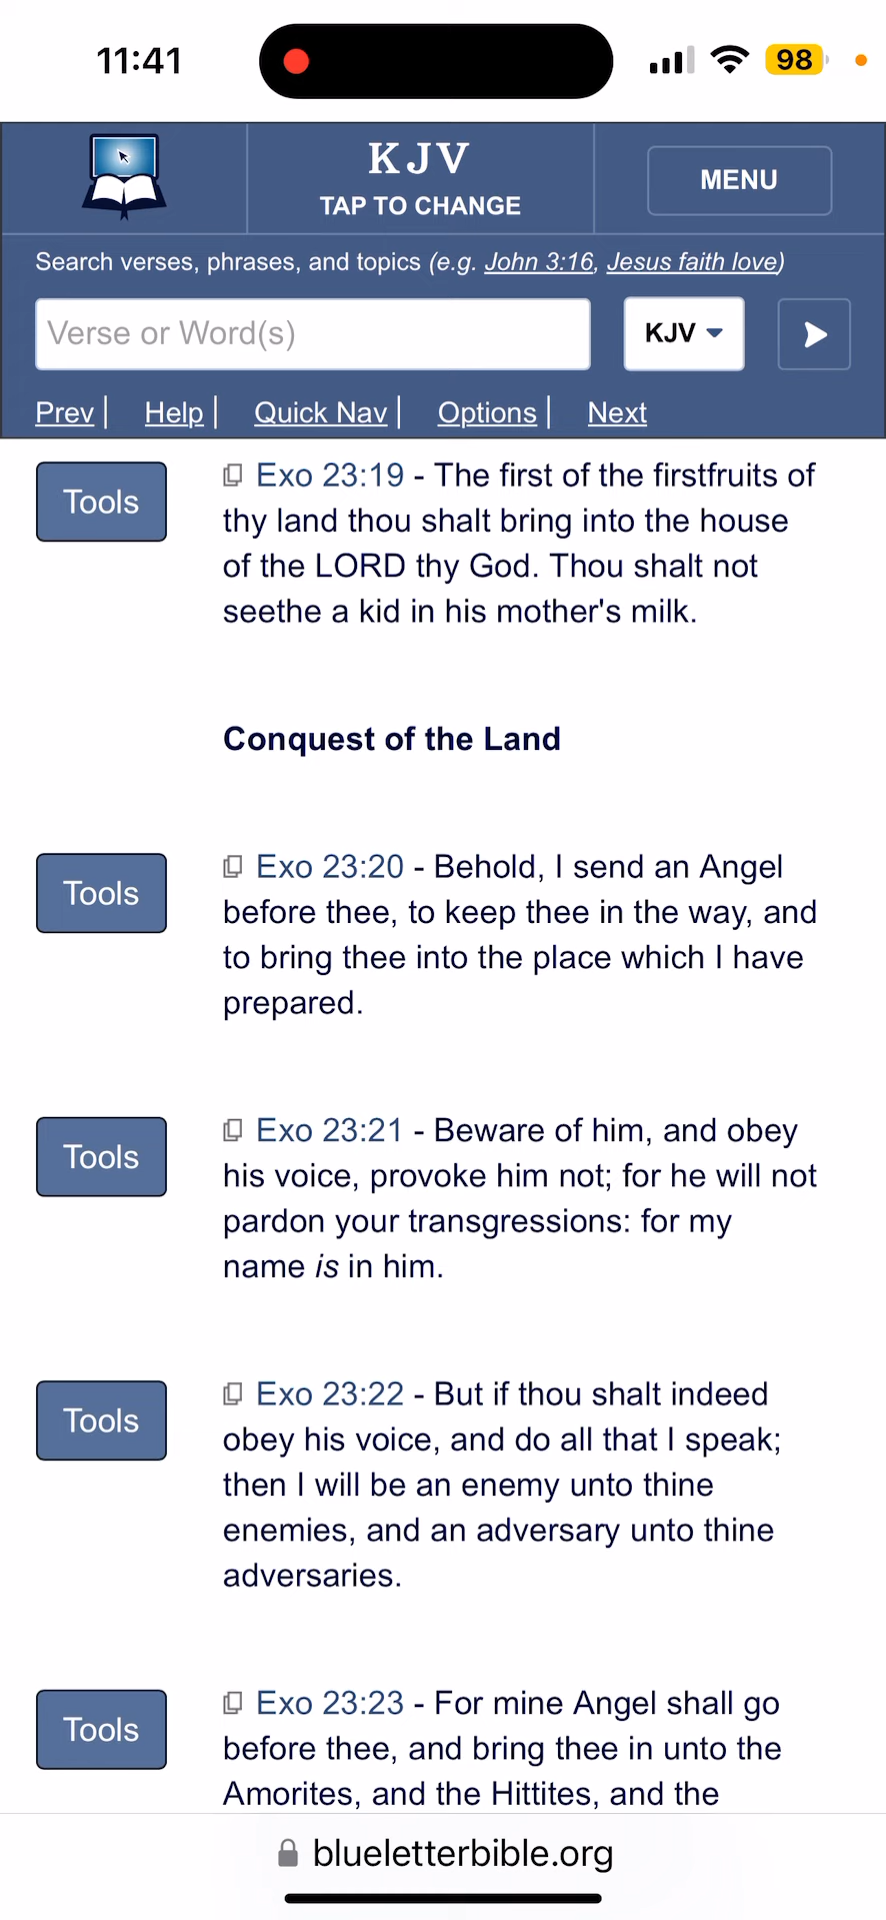 11:41
98
KJV
TAP TO CHANGE
MENU
Search verses, phrases, and topics (e.g. John 3:16, Jesus faith love)
Verse or Word(s)
KJV
Prev | Help | Quick Nav | Options | Next
Tools
Exo 23:19 - The first of the firstfruits of
thy land thou shalt bring into the house
of the LORD thy God. Thou shalt not
seethe a kid in his mother's milk.
Conquest of the Land
Tools
Exo 23:20 - Behold, I send an Angel
before thee, to keep thee in the way, and
to bring thee into the place which I have
prepared.
Tools
Exo 23:21 - Beware of him, and obey
his voice, provoke him not; for he will not
pardon your transgressions: for my
name is in him.
Tools
Exo 23:22 - But if thou shalt indeed
obey his voice, and do all that I speak;
then I will be an enemy unto thine
enemies, and an adversary unto thine
adversaries.
Tools
Exo 23:23 - For mine Angel shall go
before thee, and bring thee in unto the
Amorites, and the Hittites, and the
blueletterbible.org